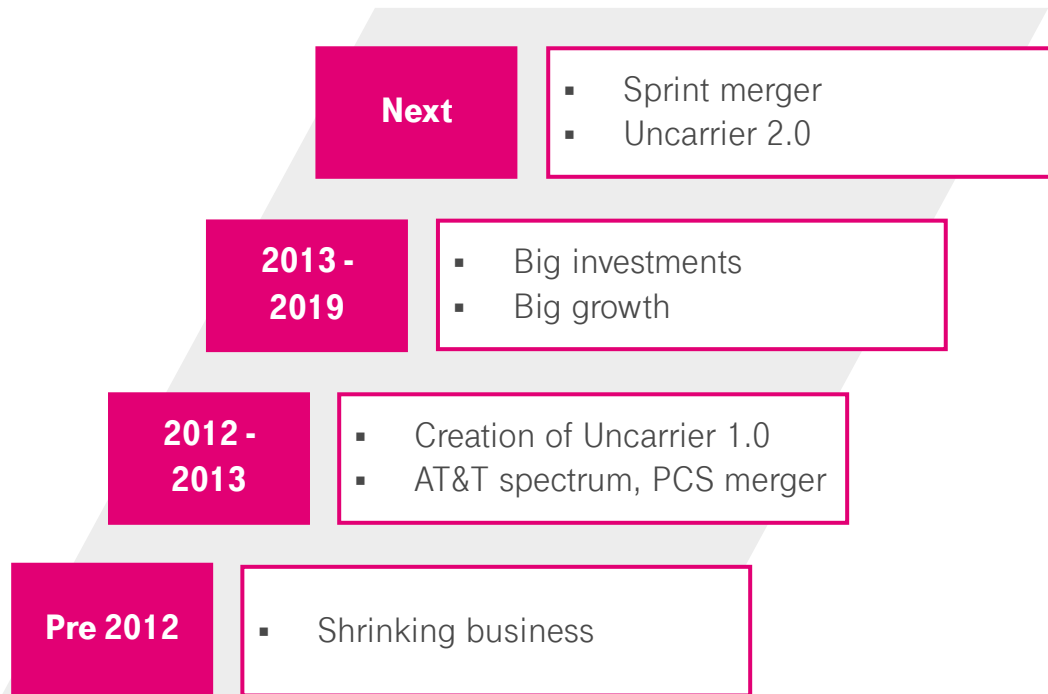 Next
▪ Sprint merger
▪ Uncarrier 2.0
2013 -
2019
▪ Big investments
▪ Big growth
2012 -
2013
▪ Creation of Uncarrier 1.0
▪ AT&T spectrum, PCS merger
Pre 2012
▪ Shrinking business